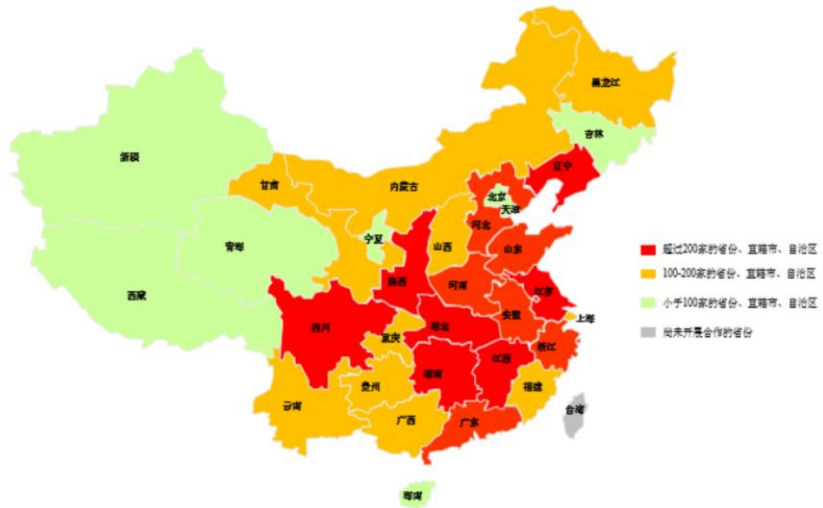 黑龙江
吉林
辽宁
新疆
甘肃
内蒙古
北京
天津
河北
宁夏
山西
青海
山东
陕西
河南
西藏
江苏
安徽
上海
四川
重庆
湖北
浙江
江西
湖南
贵州
福建
云南
广西
广东
台湾
海南
超过200家的省份、直辖市、自治区
100-200家的省份、直辖市、自治区
小于100家的省份、直辖市、自治区
尚未开展合作的省份